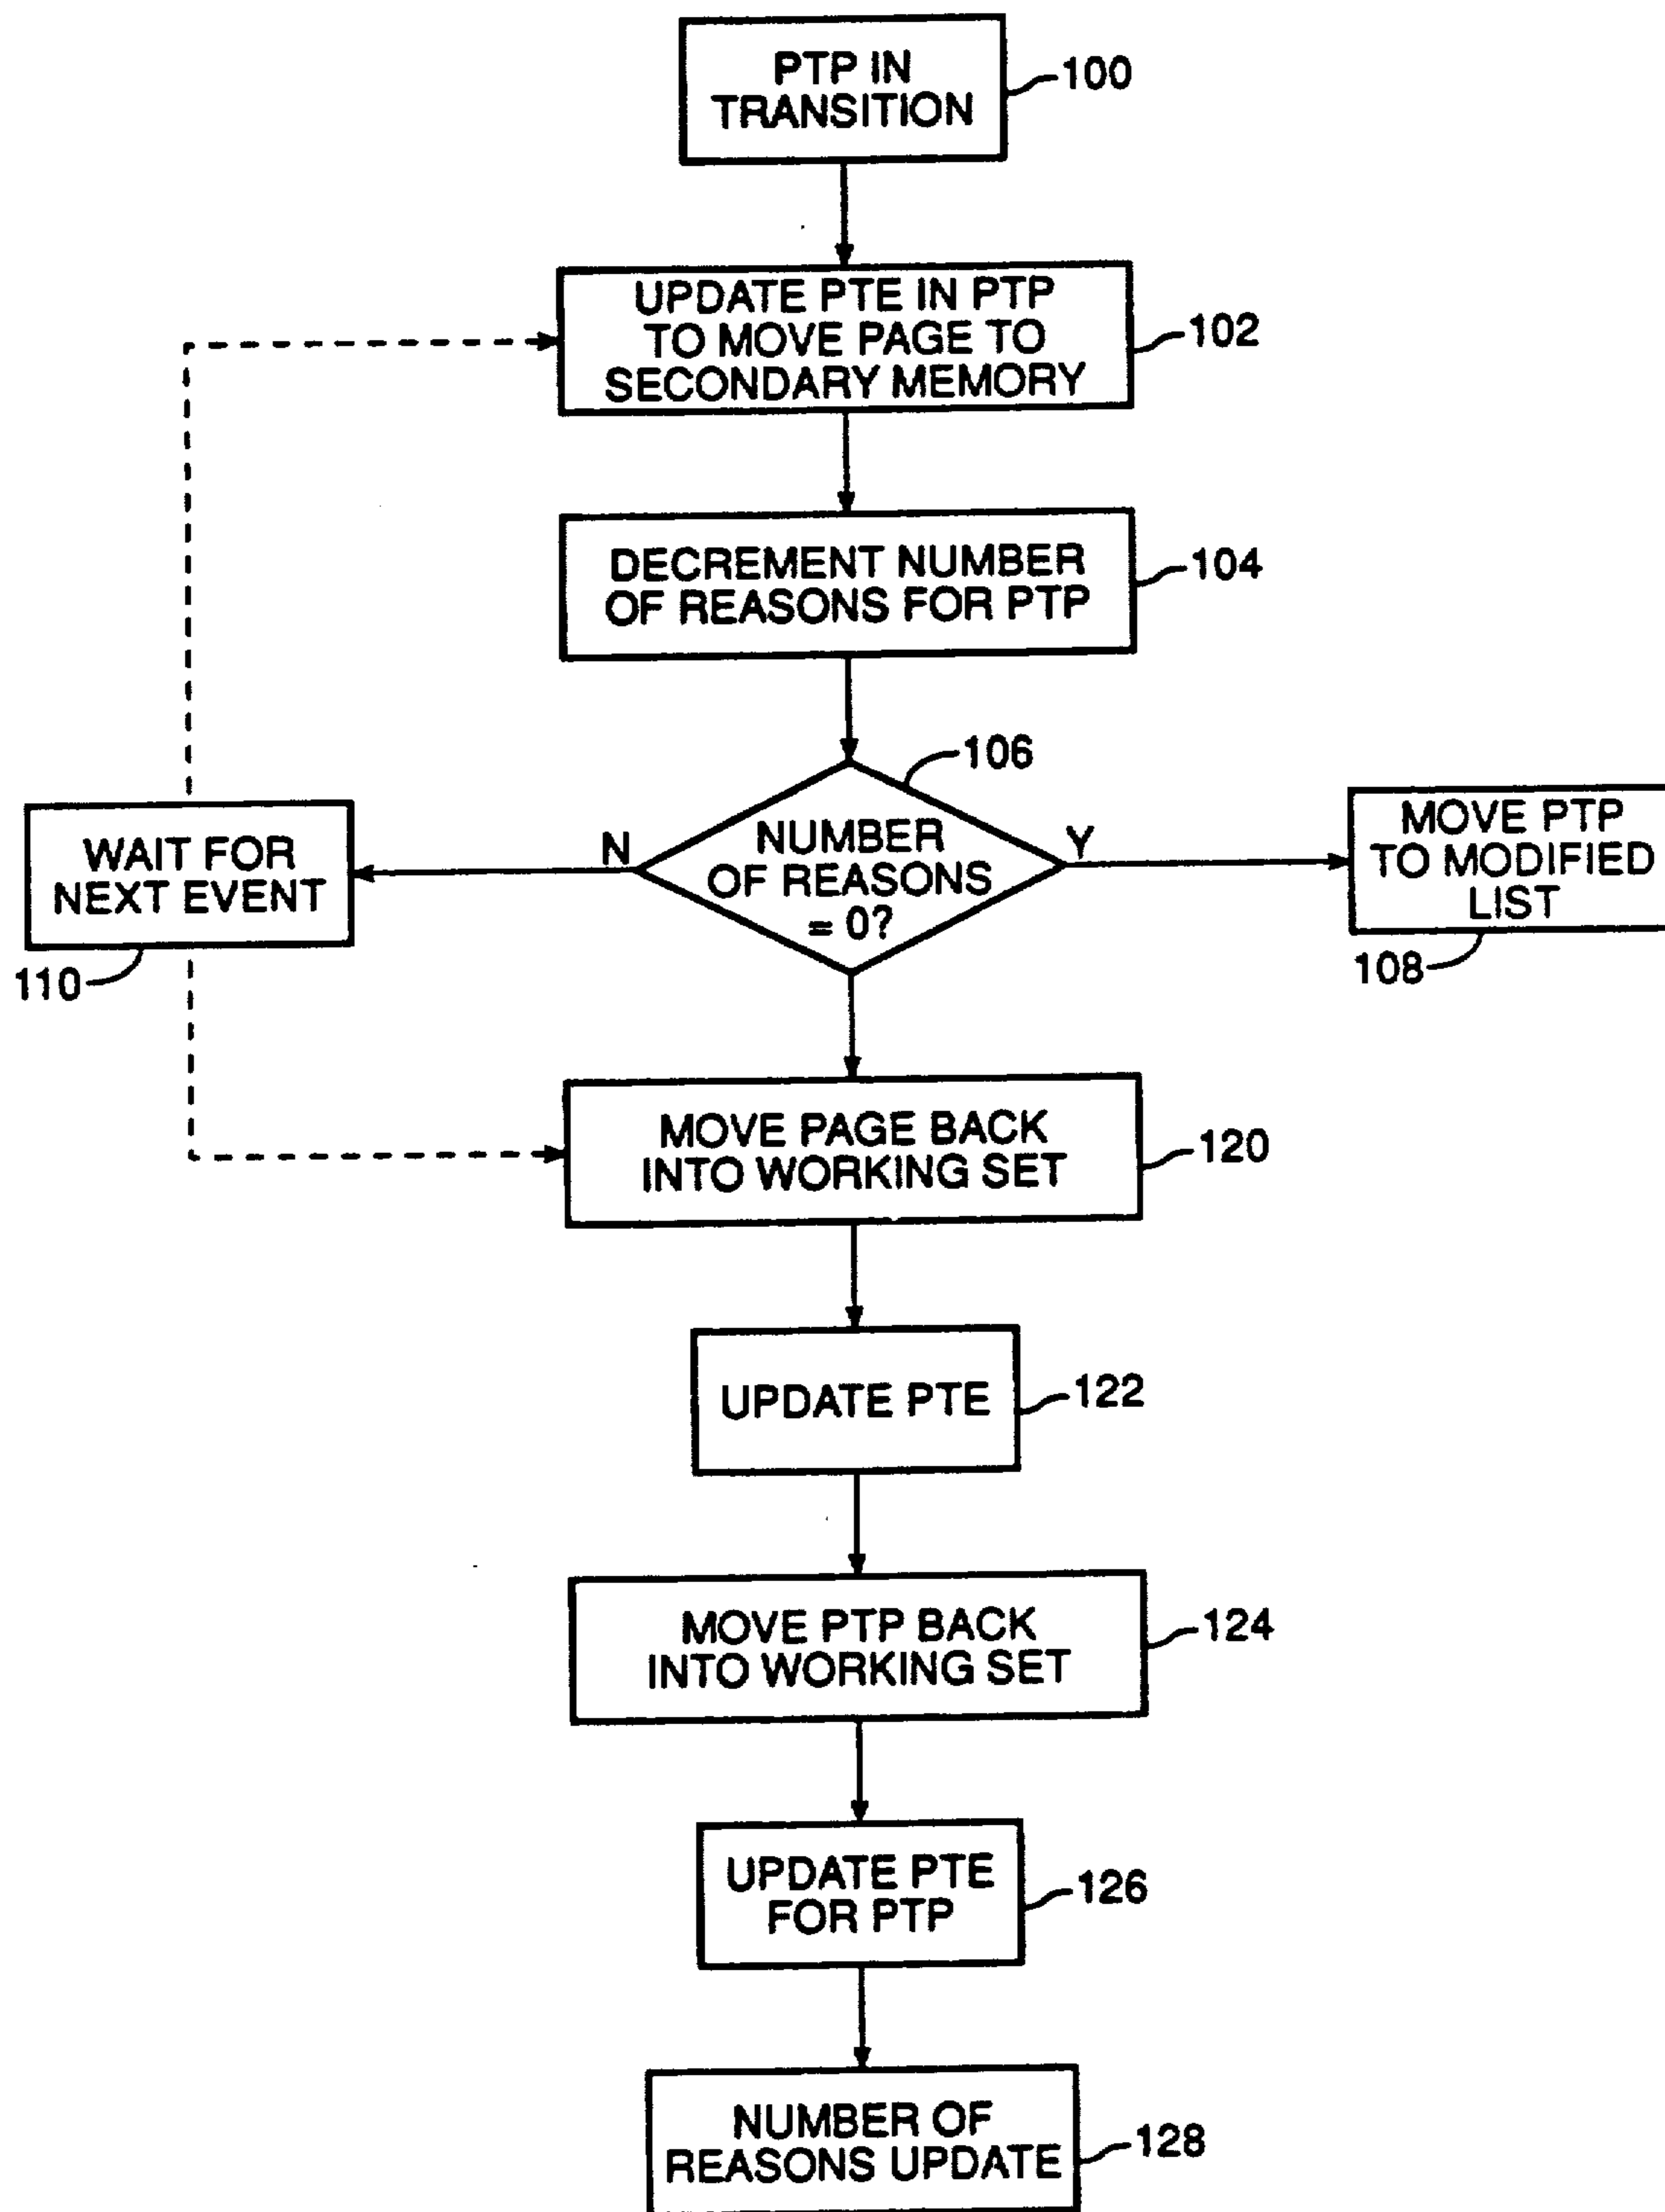 PTP IN
TRANSITION
100
UPDATE PTE IN PTP
TO MOVE PAGE TO
SECONDARY MEMORY
102
DECREMENT NUMBER
OF REASONS FOR PTP
104
106
NUMBER
OF REASONS
= 0?
N
Y
WAIT FOR
NEXT EVENT
110
MOVE PTP
TO MODIFIED
LIST
108
MOVE PAGE BACK
INTO WORKING SET
120
UPDATE PTE
122
MOVE PTP BACK
INTO WORKING SET
124
UPDATE PTE
FOR PTP
126
NUMBER OF
REASONS UPDATE
128